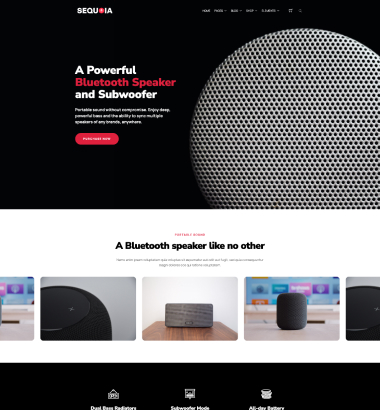 SEQUOIA
HOME PAGES BLOG SHOP ELEMENTS
A Powerful
Bluetooth Speaker
and Subwoofer
Portable sound without compromise. Enjoy deep,
powerful bass and the ability to sync multiple
speakers of any brands, anywhere.
PURCHASE NOW
PERFECT SOUND
A Bluetooth speaker like no other
Dual Bass Radiators
Subwoofer Mode
All-day Battery